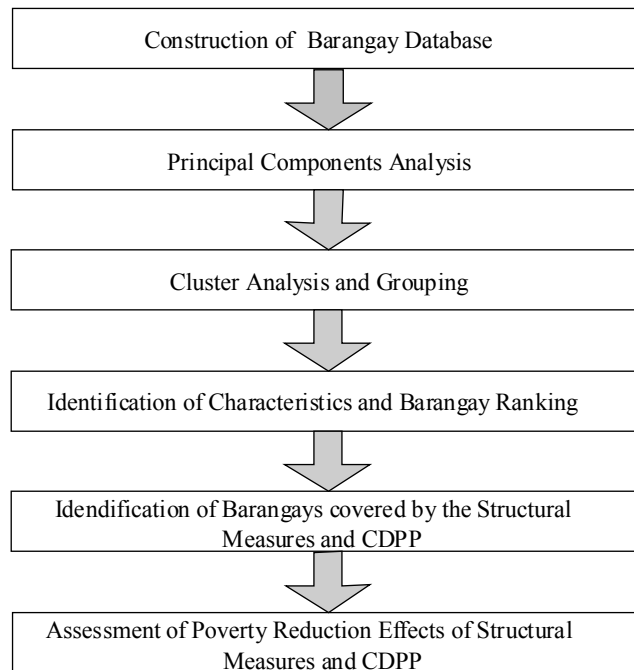 Construction of Barangay Database
Principal Components Analysis
Cluster Analysis and Grouping
Identification of Characteristics and Barangay Ranking
Idendification of Barangays covered by the Structural
Measures and CDPP
Assessment of Poverty Reduction Effects of Structural
Measures and CDPP